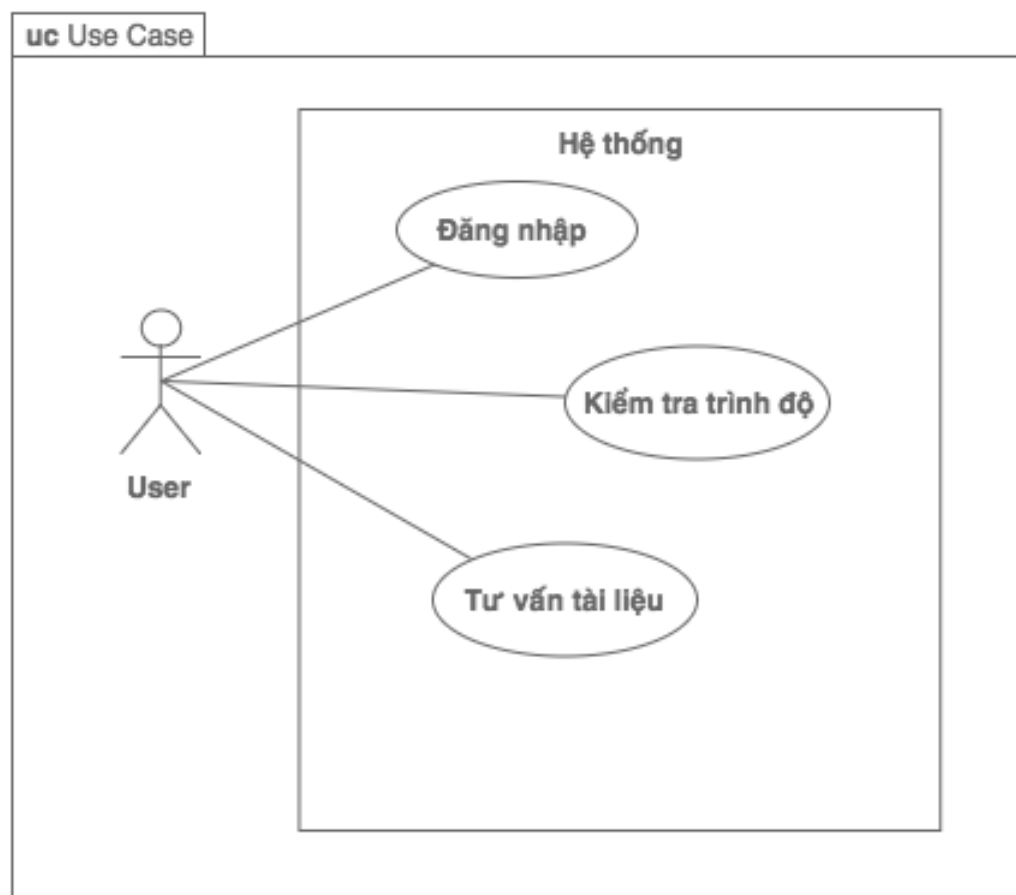 uc Use Case
Hệ thống
Đăng nhập
Kiểm tra trình độ
User
Tư vấn tài liệu